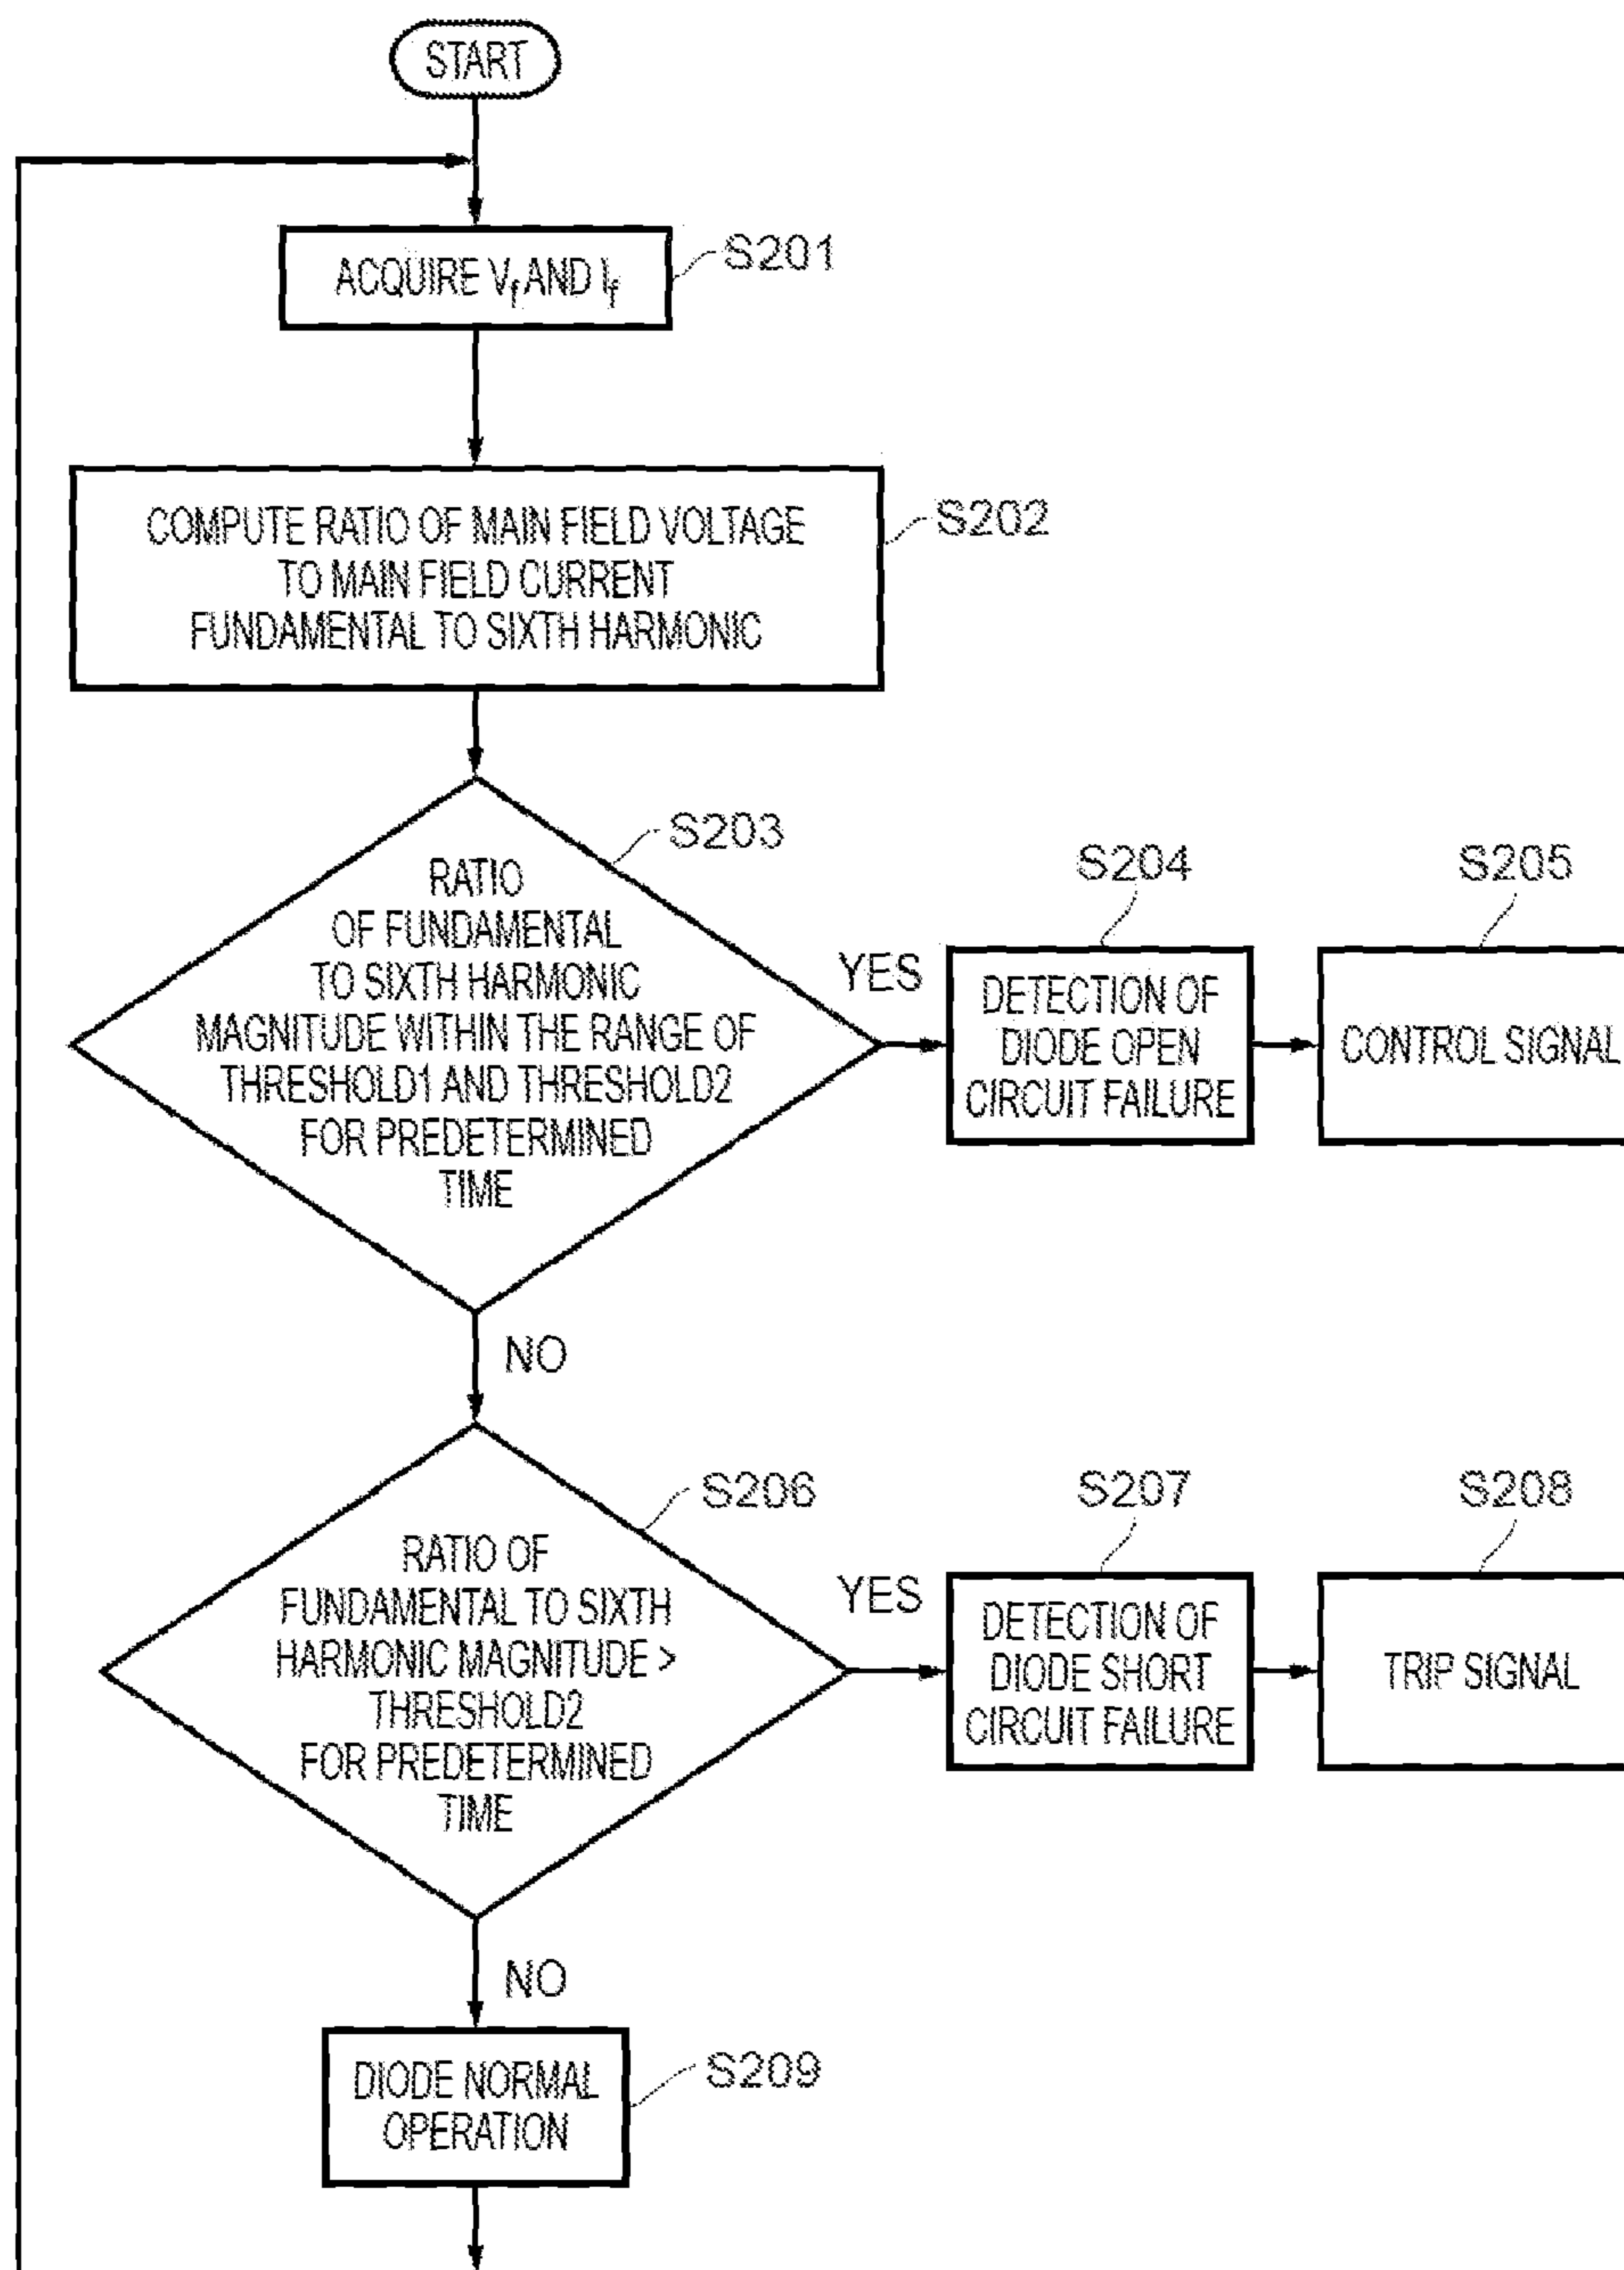 START
ACQUIRE Vf AND If
S201
COMPUTE RATIO OF MAIN FIELD VOLTAGE
TO MAIN FIELD CURRENT
FUNDAMENTAL TO SIXTH HARMONIC
S202
S203
RATIO
OF FUNDAMENTAL
TO SIXTH HARMONIC
MAGNITUDE WITHIN THE RANGE OF
THRESHOLD1 AND THRESHOLD2
FOR PREDETERMINED
TIME
YES
S204
DETECTION OF
DIODE OPEN
CIRCUIT FAILURE
S205
CONTROL SIGNAL
NO
S206
RATIO OF
FUNDAMENTAL TO SIXTH
HARMONIC MAGNITUDE >
THRESHOLD2
FOR PREDETERMINED
TIME
YES
S207
DETECTION OF
DIODE SHORT
CIRCUIT FAILURE
S208
TRIP SIGNAL
NO
DIODE NORMAL
OPERATION
S209